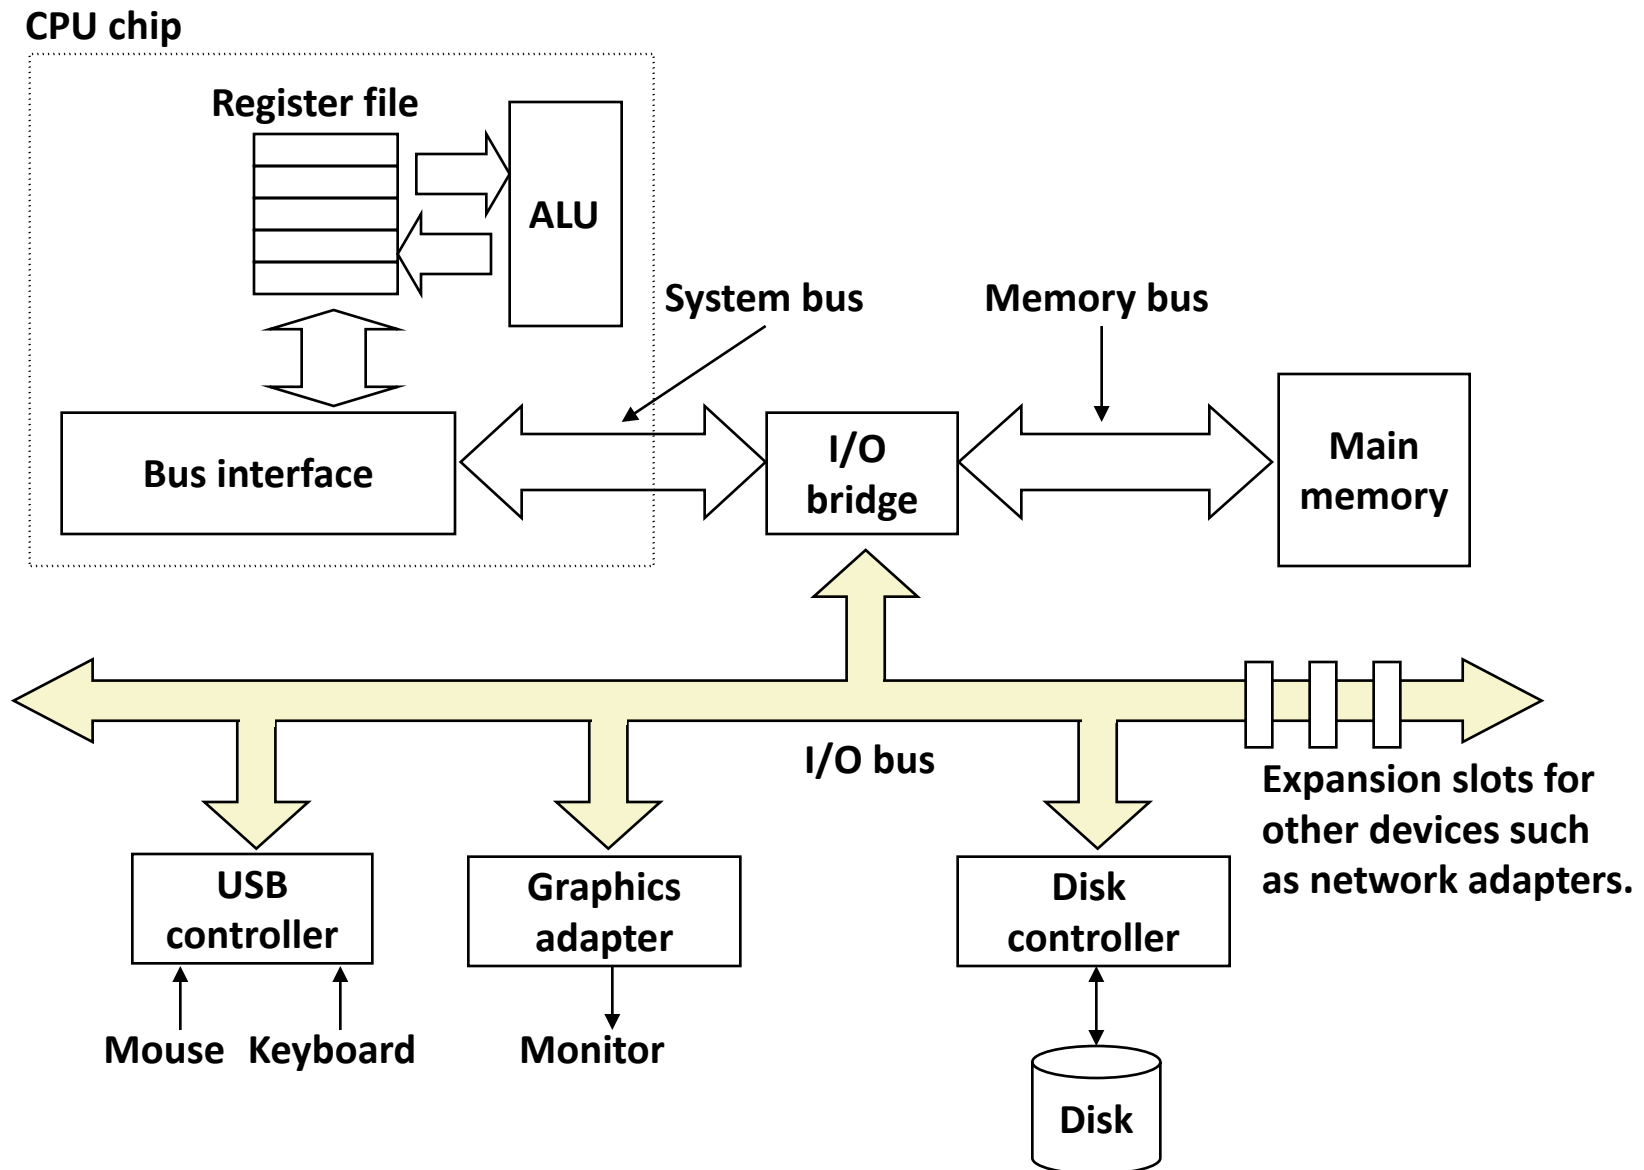 CPU chip
Register file
ALU
System bus
Memory bus
Bus interface
I/O
bridge
Main
memory
I/O bus
Expansion slots for
other devices such
as network adapters.
USB
controller
Graphics
adapter
Disk
controller
Mouse
Keyboard
Monitor
Disk